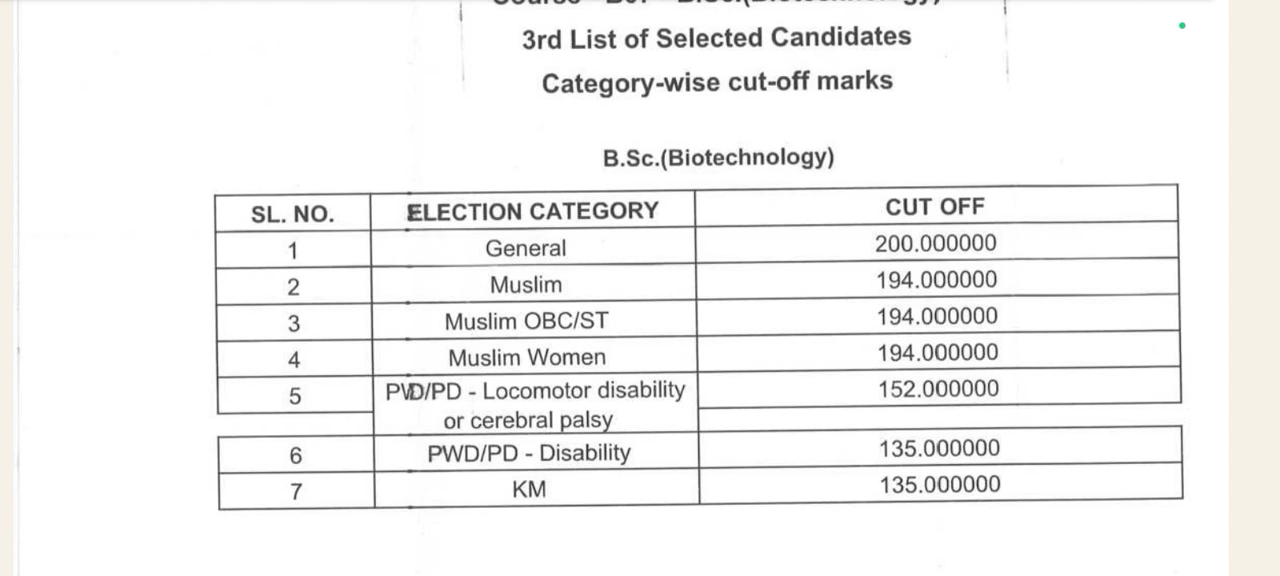 3rd List of Selected Candidates
Category-wise cut-off marks
B.Sc.(Biotechnology)
SL. NO. ELECTION CATEGORY CUT OFF
1 General 200.000000
2 Muslim 194.000000
3 Muslim OBC/ST 194.000000
4 Muslim Women 194.000000
5 PWD/PD - Locomotor disability 152.000000
or cerebral palsy
6 PWD/PD - Disability 135.000000
7 KM 135.000000